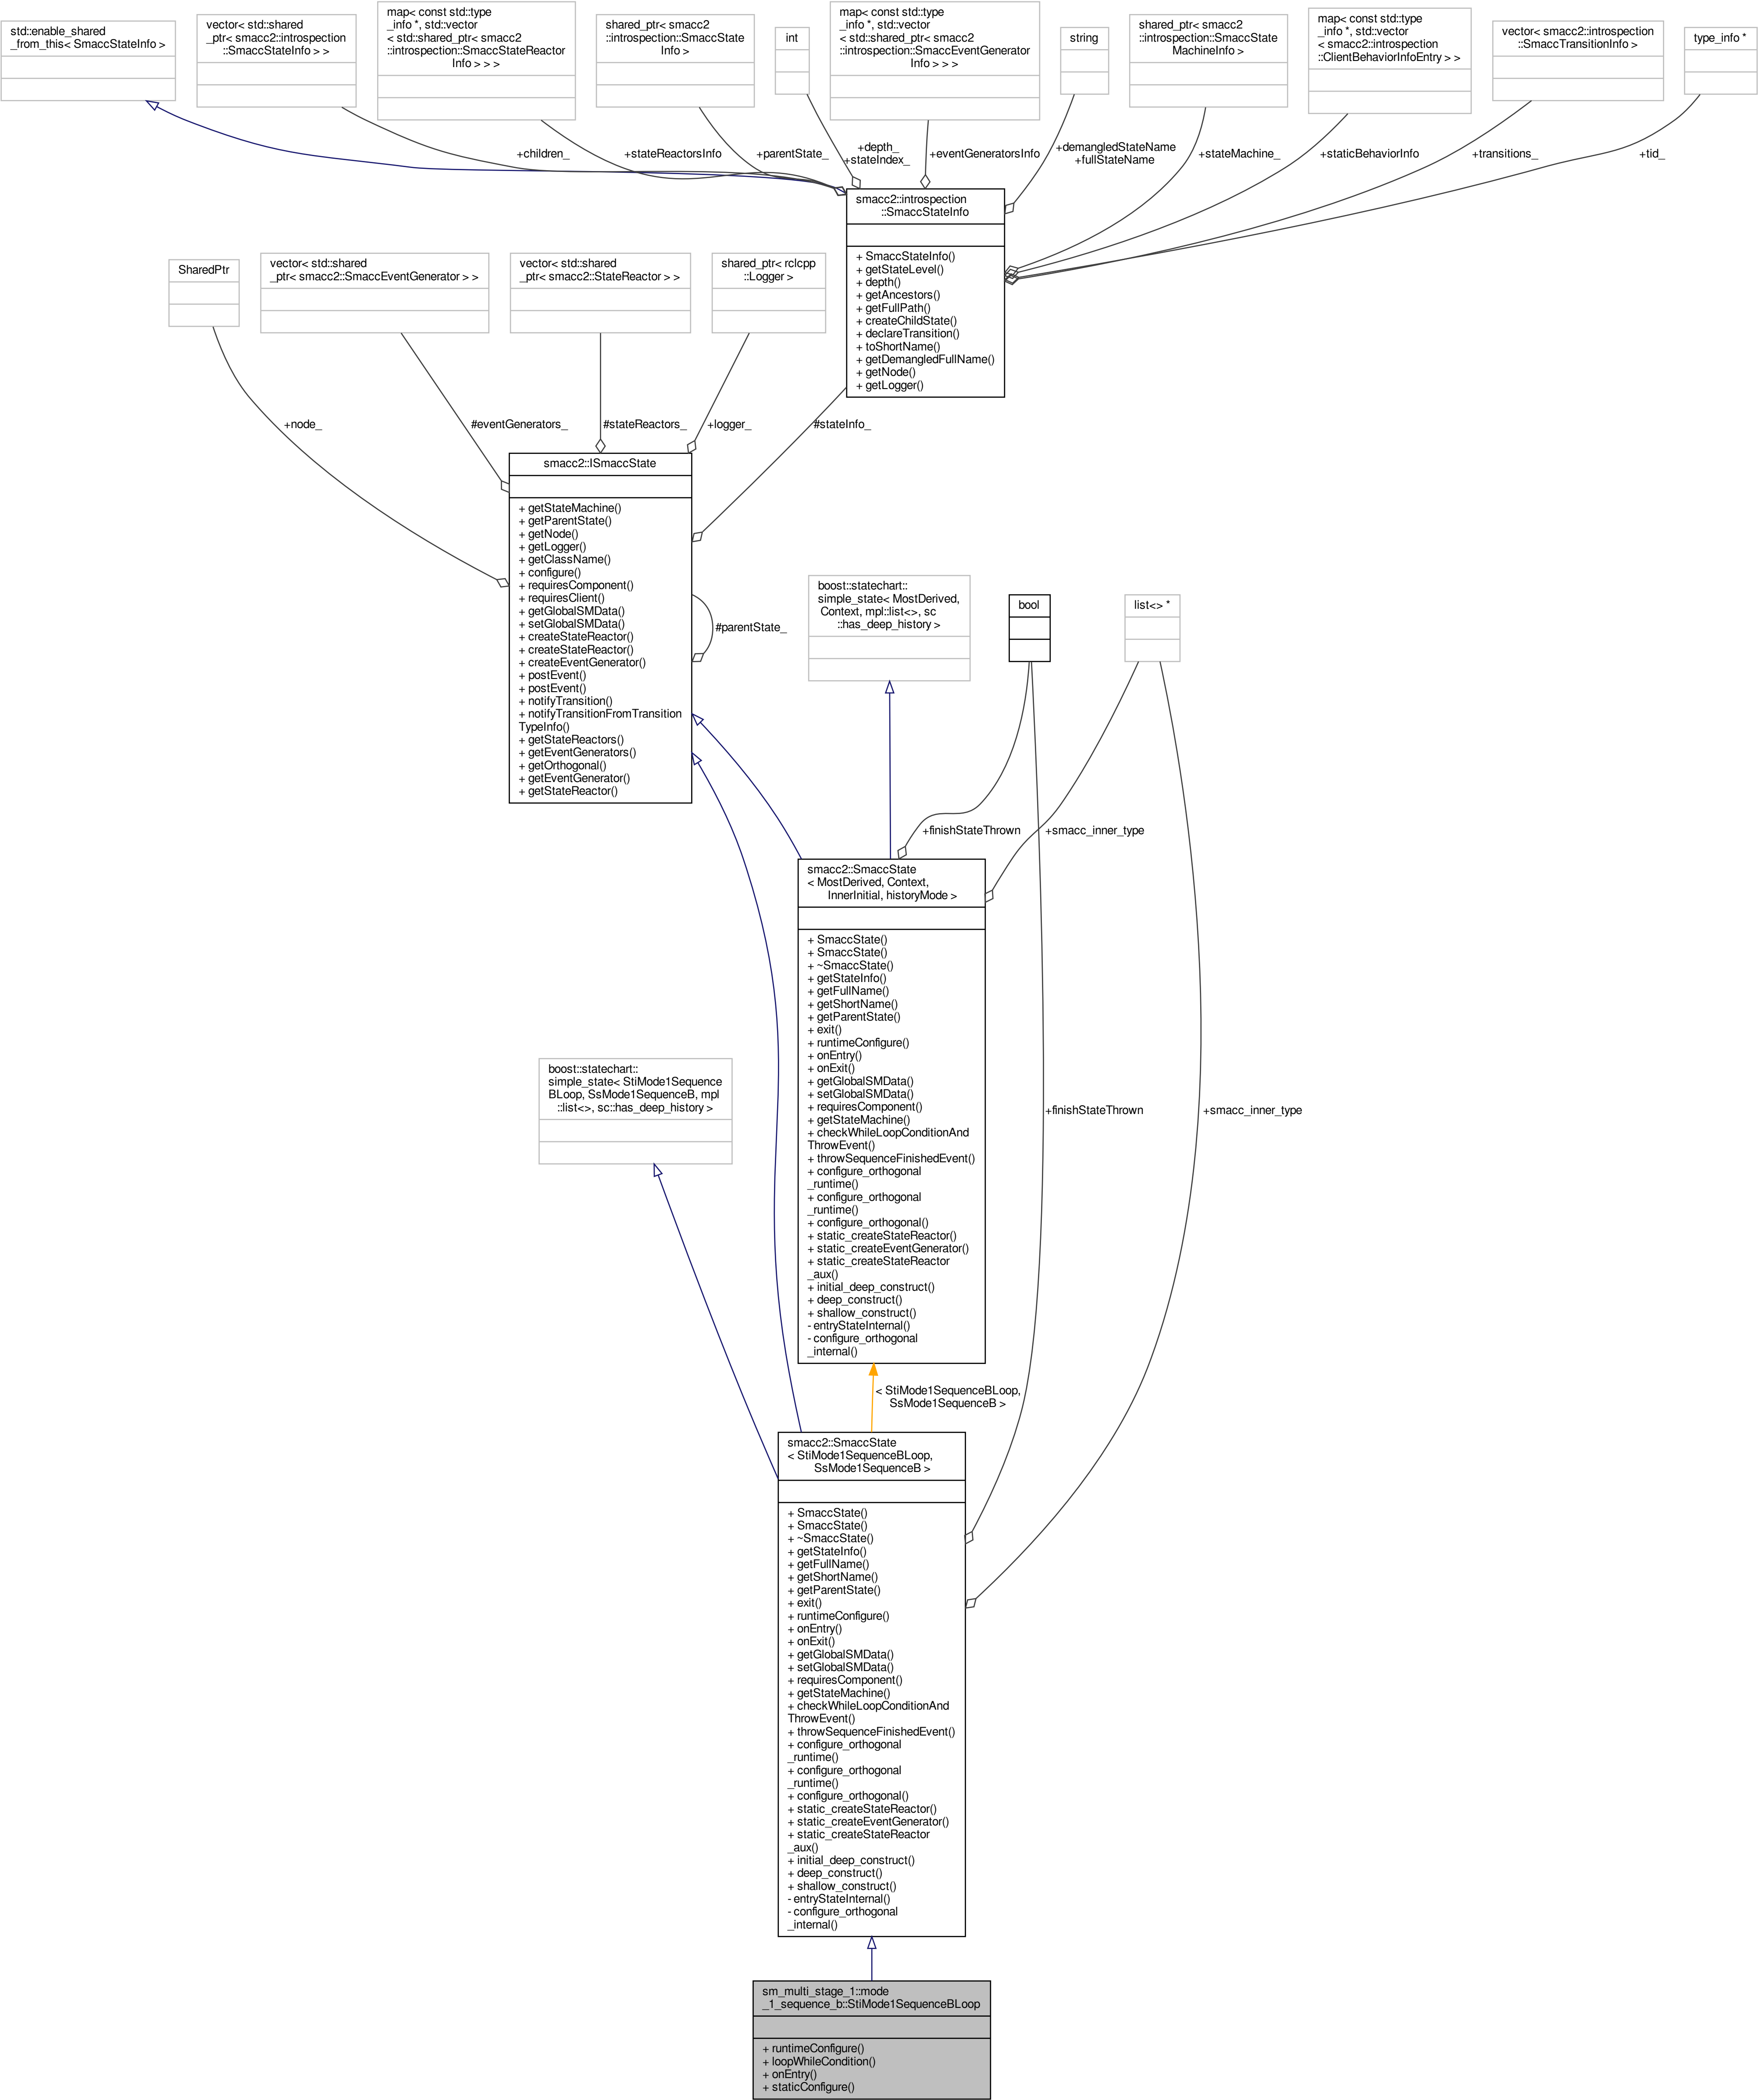 std::enable_shared
_from_this< SmaccStateInfo >
vector< std::shared
_ptr< smacc2::introspection
::SmaccStateInfo > >
map< const std::type
_info *, std::vector
< std::shared_ptr< smacc2
::introspection::SmaccStateReactor
Info > > >
shared_ptr< smacc2
::introspection::SmaccState
Info >
int
map< const std::type
_info *, std::vector
< std::shared_ptr< smacc2
::introspection::SmaccEventGenerator
Info > > >
string
shared_ptr< smacc2
::introspection::SmaccState
MachineInfo >
map< const std::type
_info *, std::vector
< smacc2::introspection
::ClientBehaviorInfoEntry > >
vector< smacc2::introspection
::SmaccTransitionInfo >
type_info *
+children_
+stateReactorsInfo
+parentState_
+depth_
+stateIndex_
+eventGeneratorsInfo
+demangledStateName
+fullStateName
+stateMachine_
+staticBehaviorInfo
+transitions_
+tid_
smacc2::introspection
::SmaccStateInfo
+ SmaccStateInfo()
+ getStateLevel()
+ depth()
+ getAncestors()
+ getFullPath()
+ createChildState()
+ declareTransition()
+ toShortName()
+ getDemangledFullName()
+ getNode()
+ getLogger()
SharedPtr
vector< std::shared
_ptr< smacc2::SmaccEventGenerator > >
vector< std::shared
_ptr< smacc2::StateReactor > >
shared_ptr< rclcpp
::Logger >
+node_
#eventGenerators_
#stateReactors_
+logger_
#stateInfo_
smacc2::ISmaccState
+ getStateMachine()
+ getParentState()
+ getNode()
+ getLogger()
+ getClassName()
+ configure()
+ requiresComponent()
+ requiresClient()
+ getGlobalSMData()
+ setGlobalSMData()
+ createStateReactor()
+ createStateReactor()
+ createEventGenerator()
+ postEvent()
+ postEvent()
+ notifyTransition()
+ notifyTransitionFromTransition
TypeInfo()
+ getStateReactors()
+ getEventGenerators()
+ getOrthogonal()
+ getEventGenerator()
+ getStateReactor()
#parentState_
boost::statechart::
simple_state< MostDerived,
Context, mpl::list<>, sc
::has_deep_history >
bool
list<> *
+finishStateThrown
+smacc_inner_type
smacc2::SmaccState
< MostDerived, Context,
InnerInitial, historyMode >
+ SmaccState()
+ SmaccState()
+ ~SmaccState()
+ getStateInfo()
+ getFullName()
+ getShortName()
+ getParentState()
+ exit()
+ runtimeConfigure()
+ onEntry()
+ onExit()
+ getGlobalSMData()
+ setGlobalSMData()
+ requiresComponent()
+ getStateMachine()
+ checkWhileLoopConditionAnd
ThrowEvent()
+ throwSequenceFinishedEvent()
+ configure_orthogonal
_runtime()
+ configure_orthogonal
_runtime()
+ configure_orthogonal()
+ static_createStateReactor()
+ static_createEventGenerator()
+ static_createStateReactor
_aux()
+ initial_deep_construct()
+ deep_construct()
+ shallow_construct()
- entryStateInternal()
- configure_orthogonal
_internal()
boost::statechart::
simple_state< StiMode1Sequence
BLoop, SsMode1SequenceB, mpl
::list<>, sc::has_deep_history >
+finishStateThrown
+smacc_inner_type
< StiMode1SequenceBLoop,
SsMode1SequenceB >
smacc2::SmaccState
< StiMode1SequenceBLoop,
SsMode1SequenceB >
+ SmaccState()
+ SmaccState()
+ ~SmaccState()
+ getStateInfo()
+ getFullName()
+ getShortName()
+ getParentState()
+ exit()
+ runtimeConfigure()
+ onEntry()
+ onExit()
+ getGlobalSMData()
+ setGlobalSMData()
+ requiresComponent()
+ getStateMachine()
+ checkWhileLoopConditionAnd
ThrowEvent()
+ throwSequenceFinishedEvent()
+ configure_orthogonal
_runtime()
+ configure_orthogonal
_runtime()
+ configure_orthogonal()
+ static_createStateReactor()
+ static_createEventGenerator()
+ static_createStateReactor
_aux()
+ initial_deep_construct()
+ deep_construct()
+ shallow_construct()
- entryStateInternal()
- configure_orthogonal
_internal()
sm_multi_stage_1::mode
_1_sequence_b::StiMode1SequenceBLoop
+ runtimeConfigure()
+ loopWhileCondition()
+ onEntry()
+ staticConfigure()